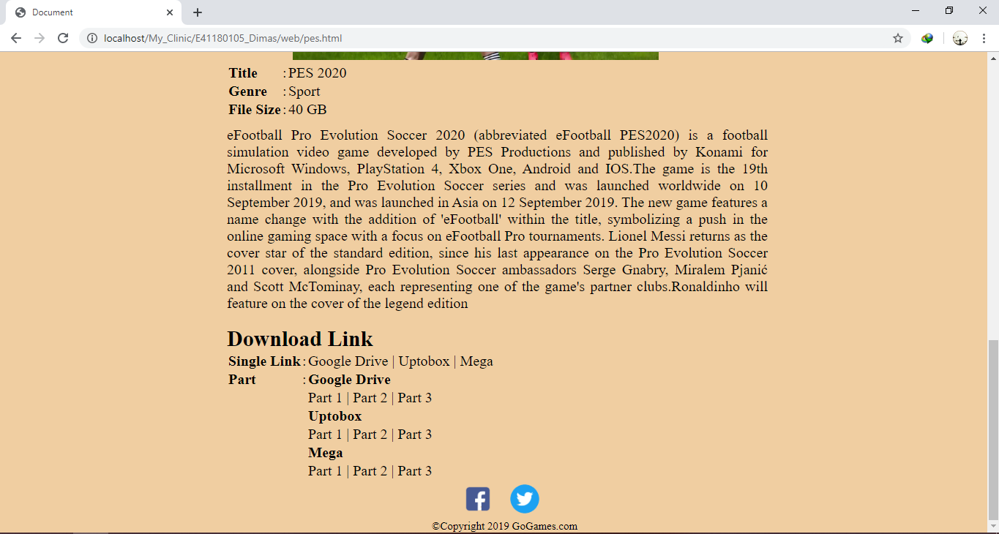 Document
localhost/My_Clinic/E41180105_Dimas/web/pes.html
Title : PES 2020
Genre : Sport
File Size : 40 GB
eFootball Pro Evolution Soccer 2020 (abbreviated eFootball PES2020) is a football
simulation video game developed by PES Productions and published by Konami for
Microsoft Windows, PlayStation 4, Xbox One, Android and IOS.The game is the 19th
installment in the Pro Evolution Soccer series and was launched worldwide on 10
September 2019, and was launched in Asia on 12 September 2019. The new game features a
name change with the addition of 'eFootball' within the title, symbolizing a push in the
online gaming space with a focus on eFootball Pro tournaments. Lionel Messi returns as the
cover star of the standard edition, since his last appearance on the Pro Evolution Soccer
2011 cover, alongside Pro Evolution Soccer ambassadors Serge Gnabry, Miralem Pjanić
and Scott McTominay, each representing one of the game's partner clubs.Ronaldinho will
feature on the cover of the legend edition
Download Link
Single Link : Google Drive | Uptobox | Mega
Part : Google Drive
Part 1 | Part 2 | Part 3
Uptobox
Part 1 | Part 2 | Part 3
Mega
Part 1 | Part 2 | Part 3
©Copyright 2019 GoGames.com